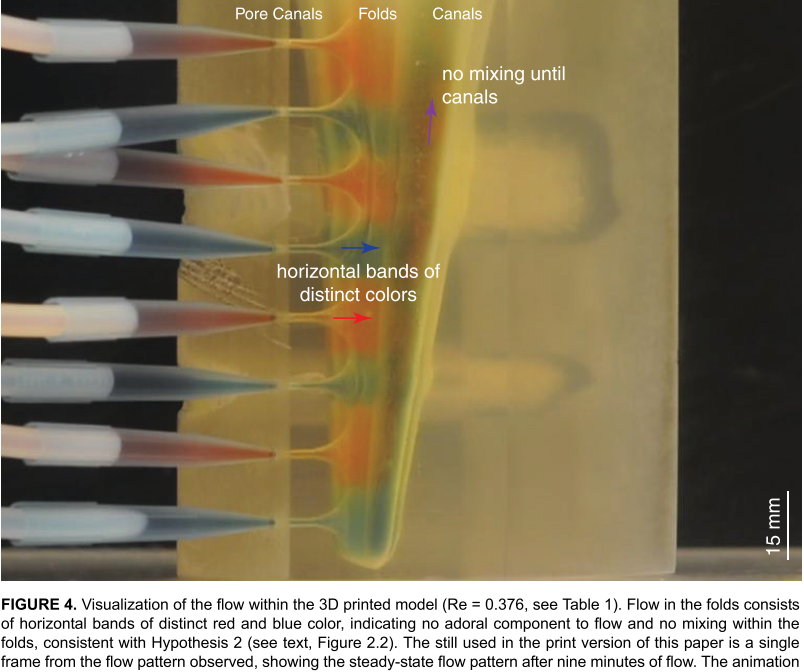 Pore Canals Folds Canals
no mixing until
canals
horizontal bands of
distinct colors
15 mm
FIGURE 4. Visualization of the flow within the 3D printed model (Re = 0.376, see Table 1). Flow in the folds consists
of horizontal bands of distinct red and blue color, indicating no adoral component to flow and no mixing within the
folds, consistent with Hypothesis 2 (see text, Figure 2.2). The still used in the print version of this paper is a single
frame from the flow pattern observed, showing the steady-state flow pattern after nine minutes of flow. The animation